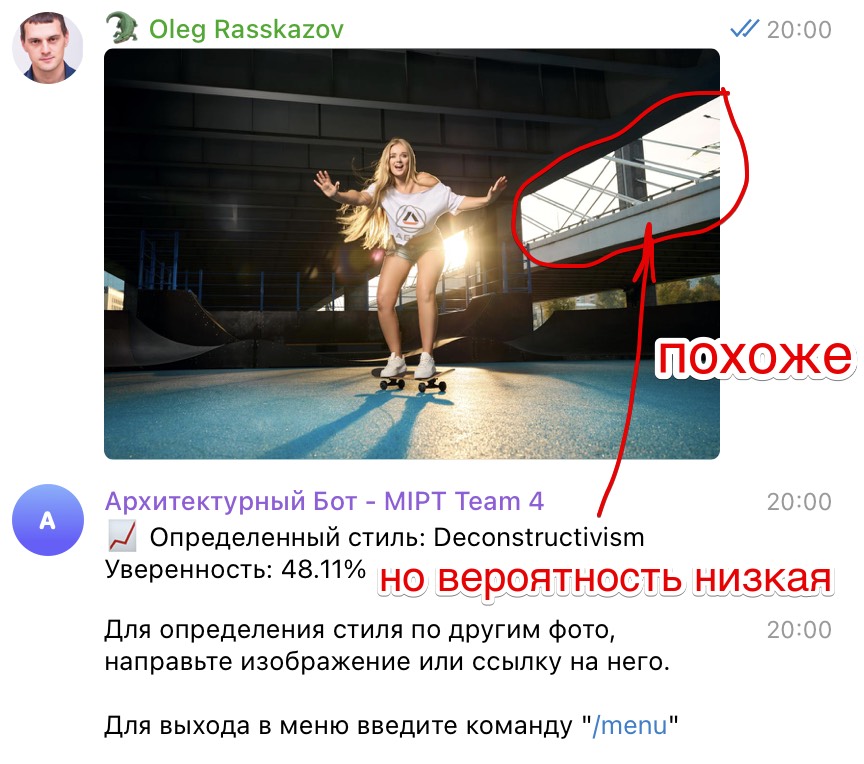 Oleg Rasskazov
20:00
похоже
A
Архитектурный Бот - MIPT Team 4
20:00
Определенный стиль: Deconstructivism
Уверенность: 48.11%
но вероятность низкая
Для определения стиля по другим фото,
20:00
направьте изображение или ссылку на него.
Для выхода в меню введите команду "/menu"